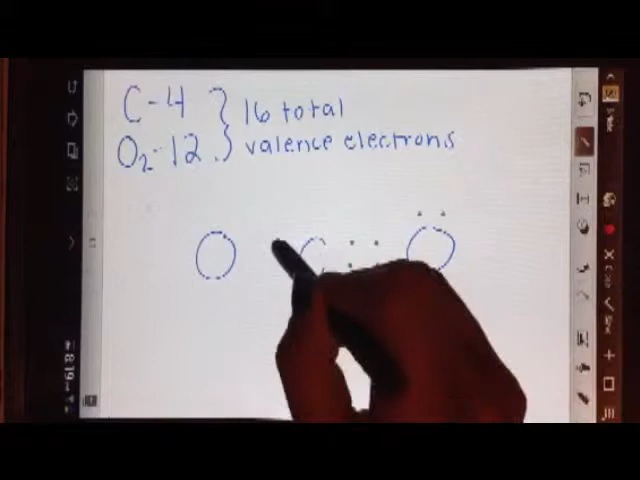 C-4 } 16 total
O₂-12 } valence electrons
O C O